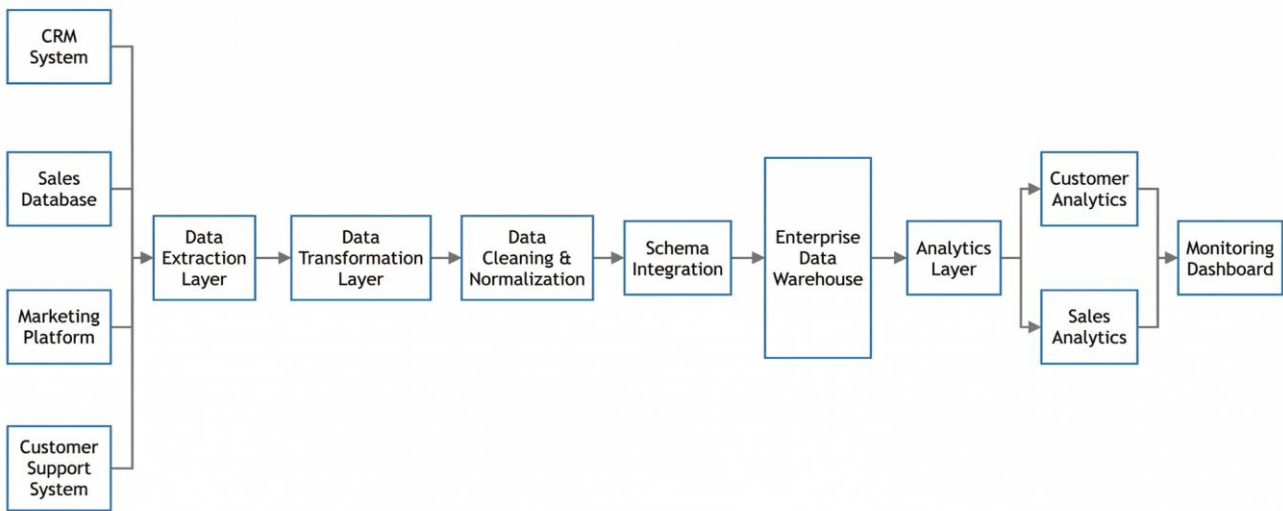 CRM
System
Sales
Database
Marketing
Platform
Customer
Support
System
Data
Extraction
Layer
Data
Transformation
Layer
Data
Cleaning &
Normalization
Schema
Integration
Enterprise
Data
Warehouse
Analytics
Layer
Customer
Analytics
Sales
Analytics
Monitoring
Dashboard